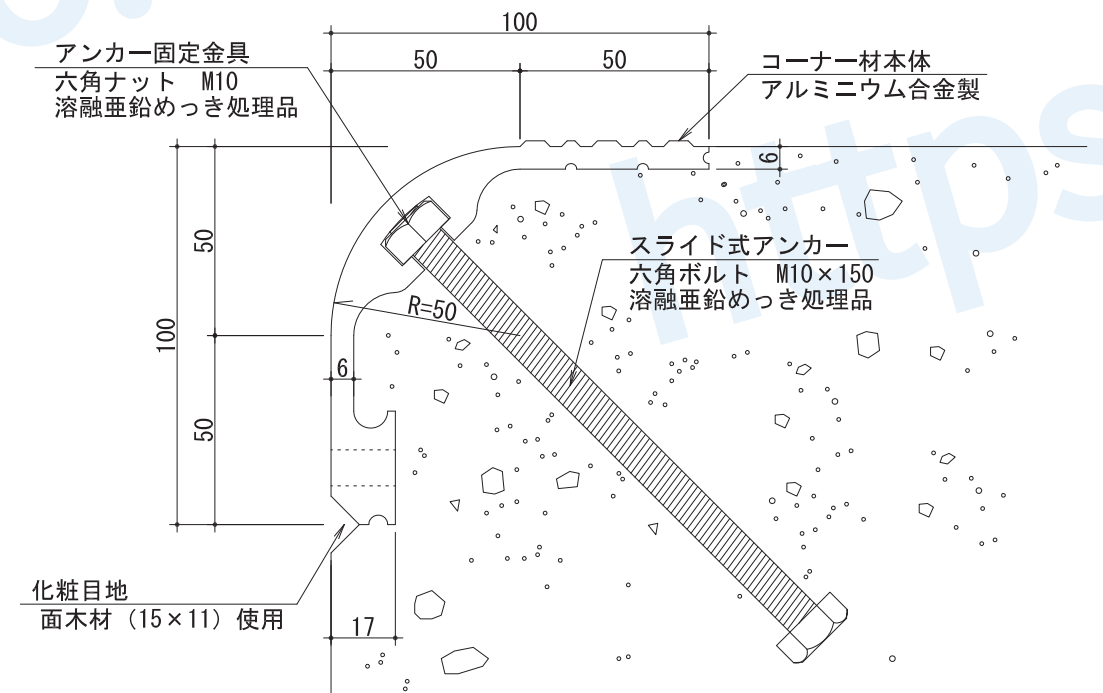 100
50
50
アンカー固定金具
六角ナット M10
溶融亜鉛めっき処理品
コーナー材本体
アルミニウム合金製
6
https
スライド式アンカー
六角ボルト M10×150
溶融亜鉛めっき処理品
50
100
R=50
6
50
化粧目地
面木材（15×11）使用
17